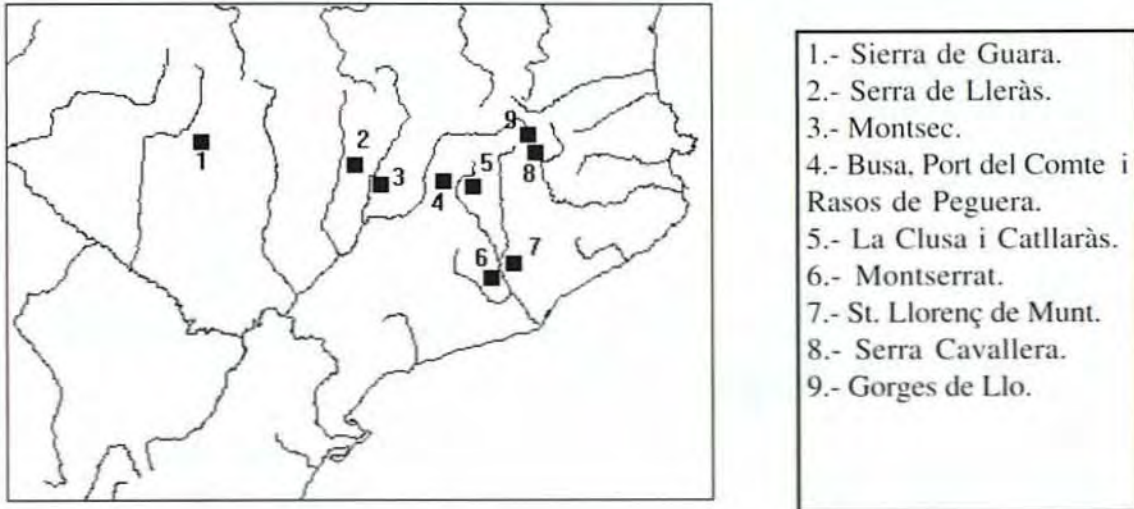 1
2
3
4
5
6
7
8
9
1.- Sierra de Guara.
2.- Serra de Lleràs.
3.- Montsec.
4.- Busa, Port del Comte i
Rasos de Peguera.
5.- La Clusa i Catllaràs.
6.- Montserrat.
7.- St. Llorenç de Munt.
8.- Serra Cavallera.
9.- Gorges de Llo.